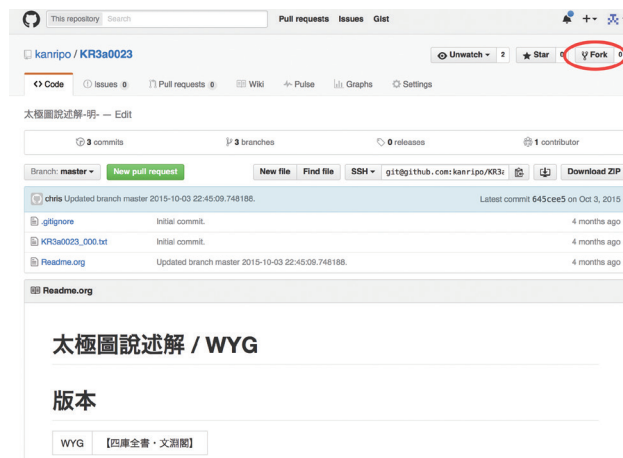 This repository Search Pull requests Issues Gist
kanripo / KR3a0023 Unwatch 2 Star 0 Fork 0
Code Issues 0 Pull requests 0 Wiki Pulse Graphs Settings
太極圖說述解-明- — Edit
3 commits 3 branches 0 releases 1 contributor
Branch: master New pull request New file Find file SSH git@github.com:kanripo/KR3a Download ZIP
chris Updated branch master 2015-10-03 22:45:09.748188. Latest commit 645cee5 on Oct 3, 2015
.gitignore Initial commit. 4 months ago
KR3a0023_000.txt Initial commit. 4 months ago
Readme.org Updated branch master 2015-10-03 22:45:09.748188. 4 months ago
Readme.org
太極圖說述解 / WYG
版本
WYG 【四庫全書・文淵閣】